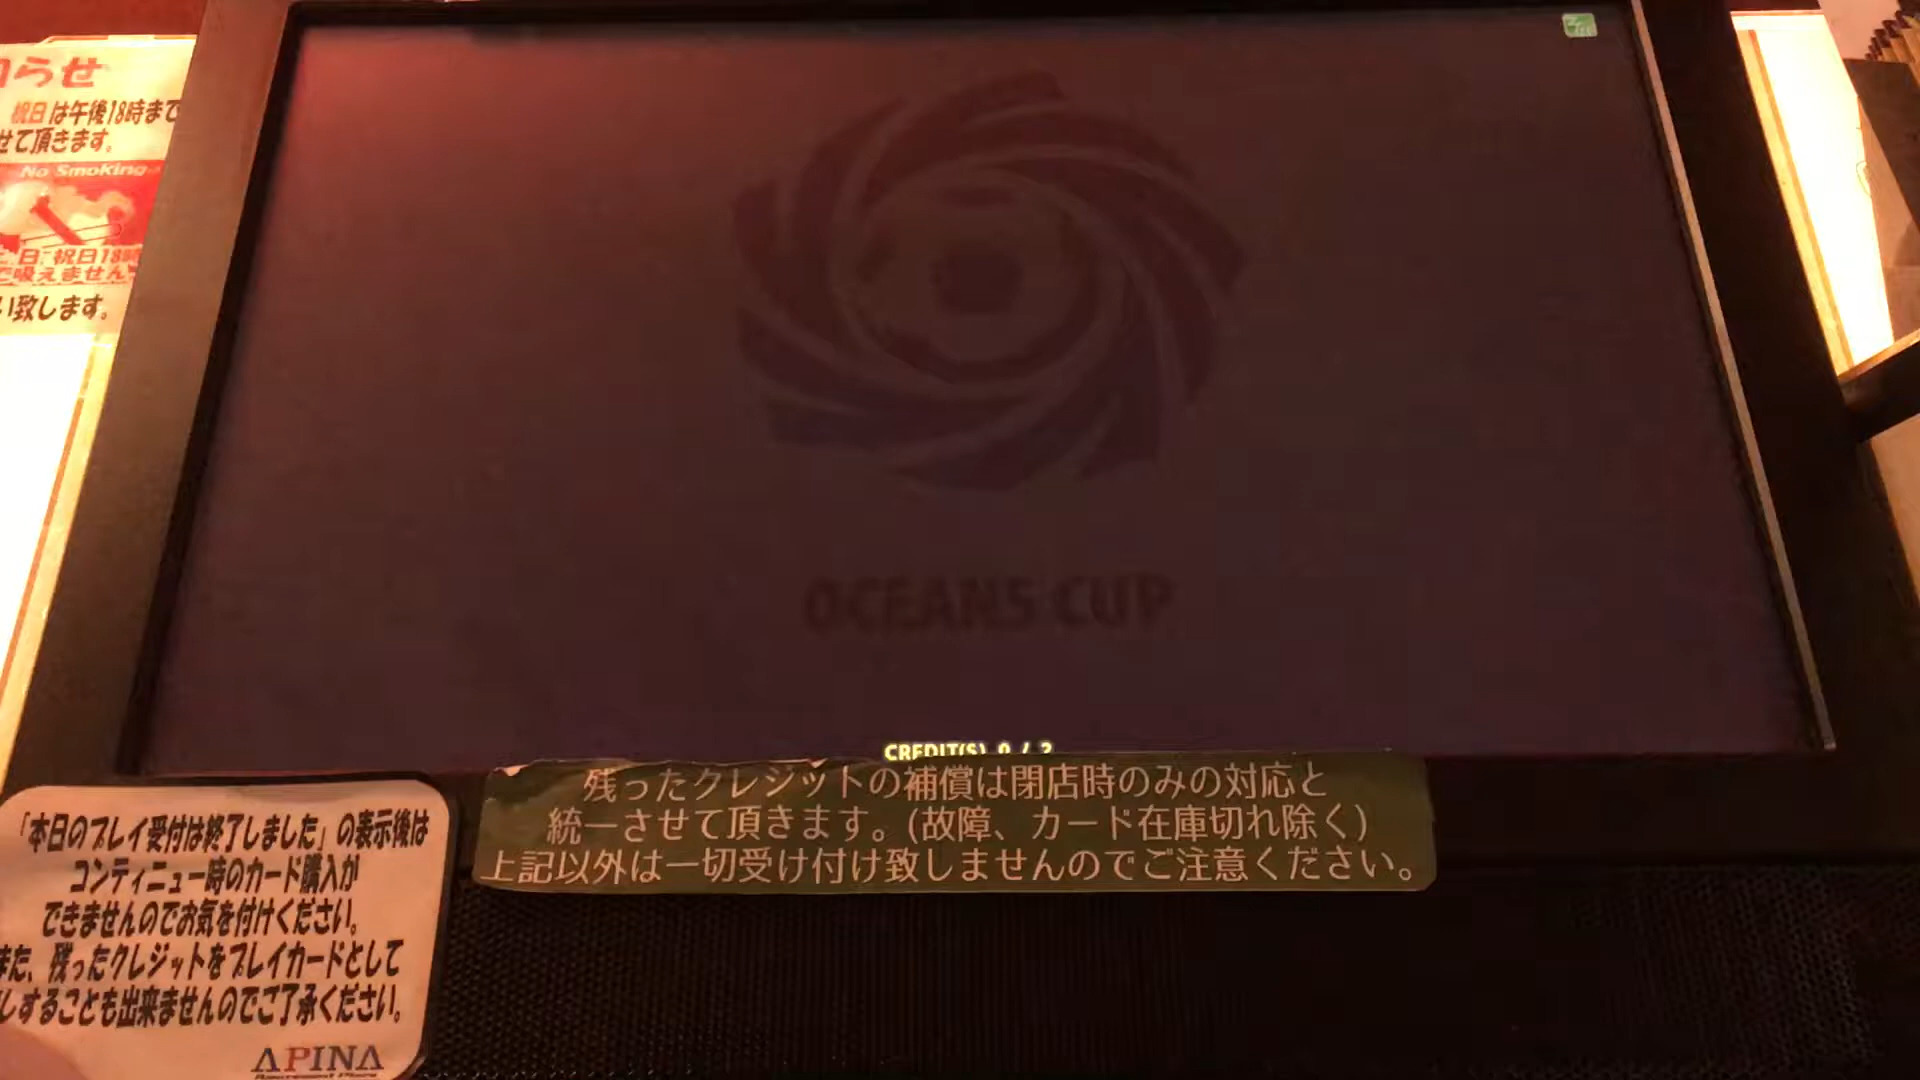 らせ
祝日は午後18時まで
せて頂きます。
No Smoking
日・祝日18時
で吸えません
い致します。
OCEANS CUP
CREDIT(S) 0 / 2
残ったクレジットの補償は閉店時のみの対応と
統一させて頂きます。(故障、カード在庫切れ除く)
上記以外は一切受け付け致しませんのでご注意ください。
「本日のプレイ受付は終了しました」の表示後は
コンティニュー時のカード購入が
できませんのでお気を付けください。
また、残ったクレジットをプレイカードとして
しすることも出来ませんのでご了承ください。
APINA
Amusement Place